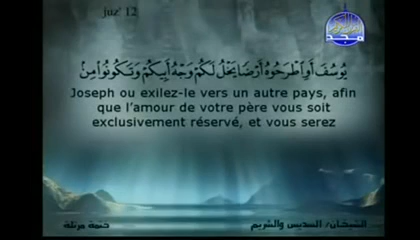 juz' 12
يُوسُفَ أَوِ ٱطْرَحُوهُ أَرْضًا يَخْلُ لَكُمْ وَجْهُ أَبِيكُمْ وَتَكُونُوا۟ مِنۢ
Joseph ou exilez-le vers un autre pays, afin
que l'amour de votre père vous soit
exclusivement réservé, et vous serez
ختمة مرتلة
الشيخان/ السديس والشريم